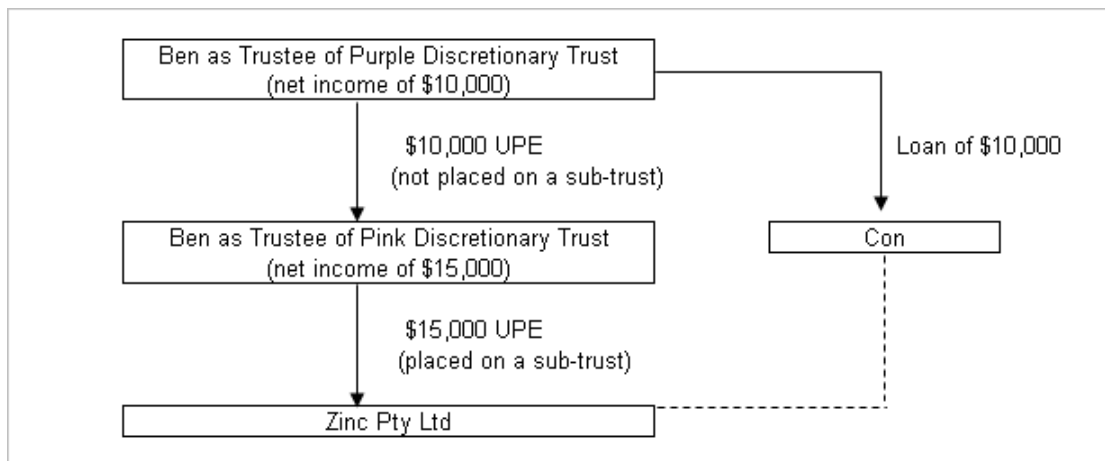 Ben as Trustee of Purple Discretionary Trust
(net income of $10,000)
$10,000 UPE
(not placed on a sub-trust)
Loan of $10,000
Ben as Trustee of Pink Discretionary Trust
(net income of $15,000)
Con
$15,000 UPE
(placed on a sub-trust)
Zinc Pty Ltd